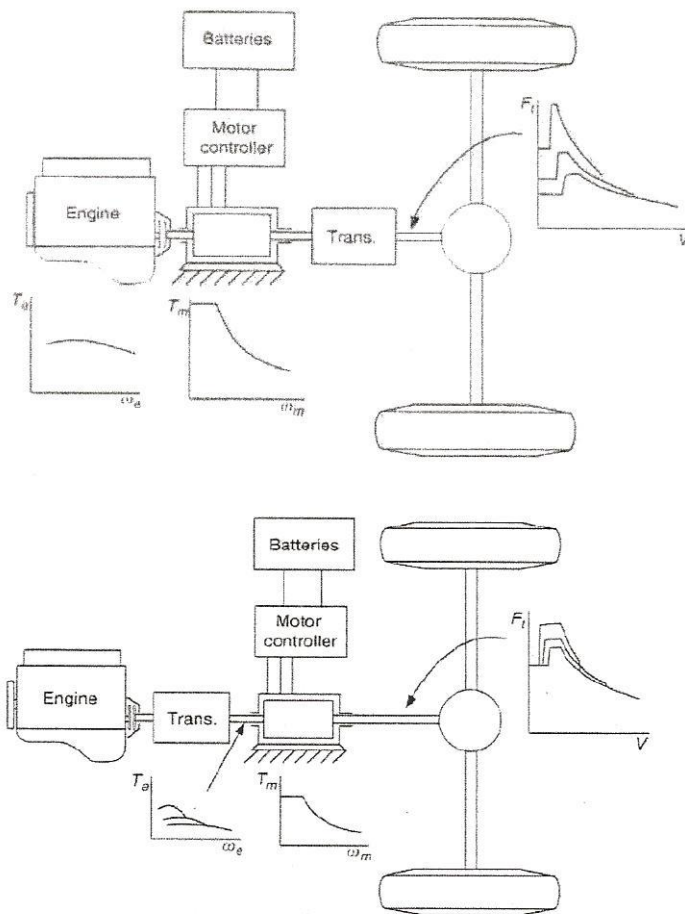 Batteries
Motor
controller
Engine
Trans.
F_t
V
T_e
ω_e
T_m
ω_m
Batteries
Motor
controller
Engine
Trans.
F_t
V
T_e
ω_e
T_m
ω_m